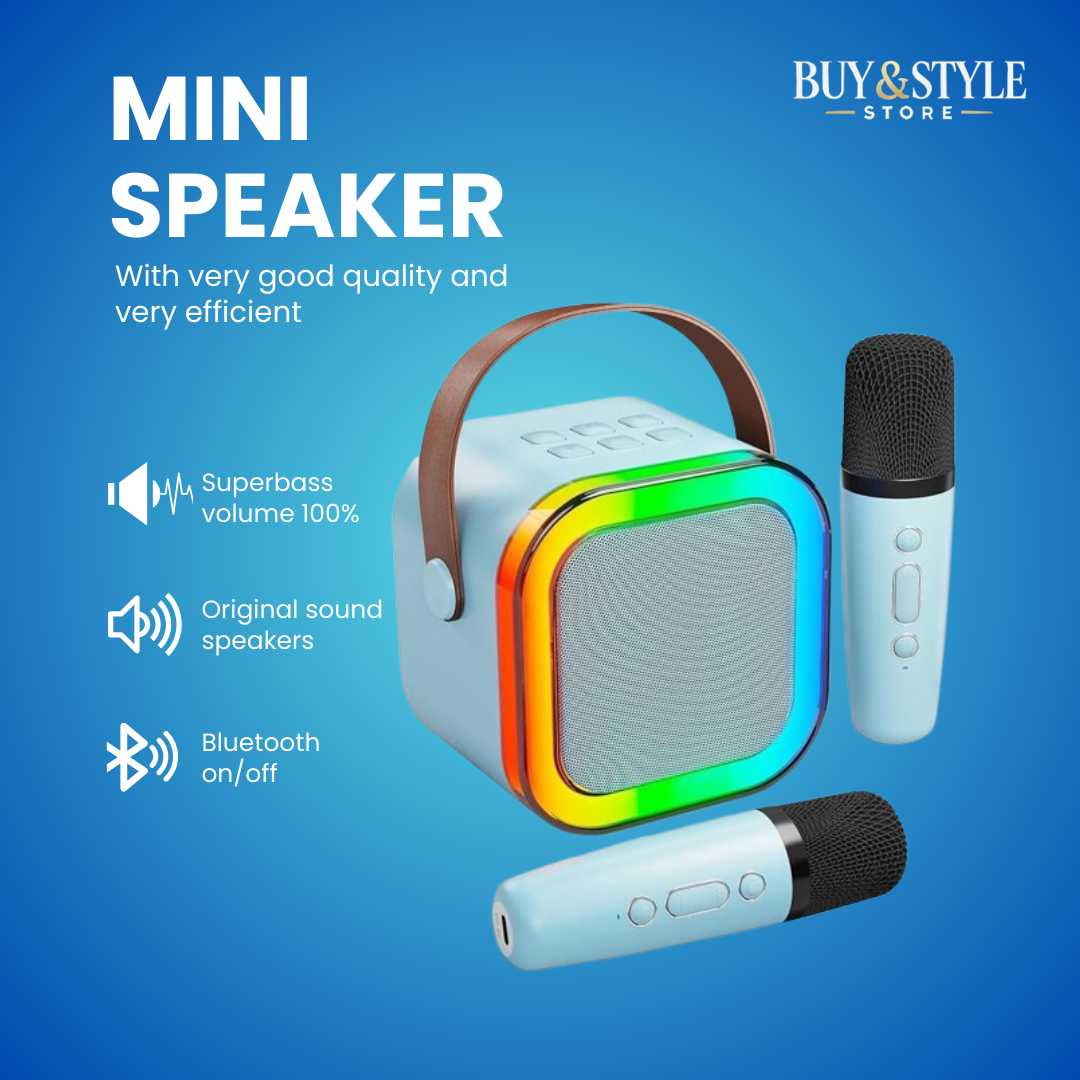 MINI
SPEAKER
BUY&STYLE
STORE
With very good quality and
very efficient
Superbass
volume 100%
Original sound
speakers
Bluetooth
on/off